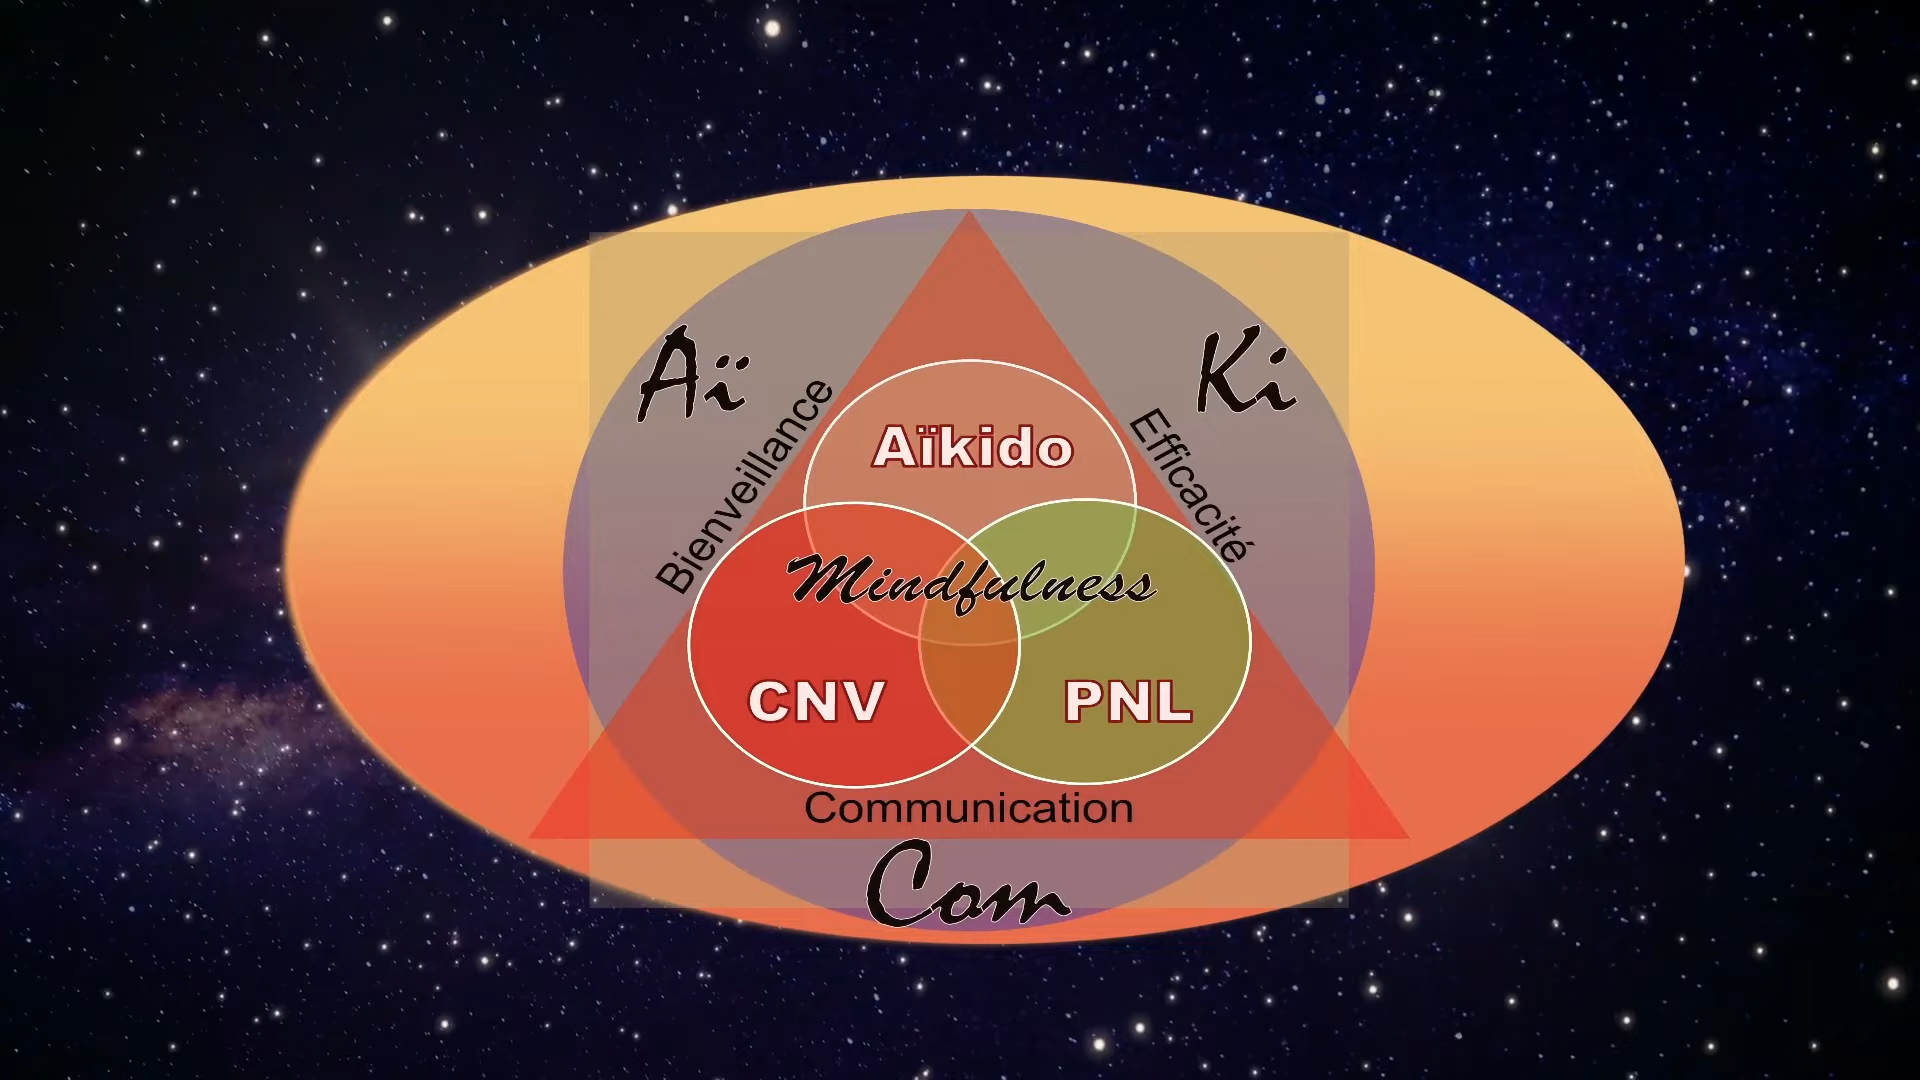 Aï
Ki
Bienveillance
Efficacité
Aïkido
Mindfulness
CNV
PNL
Communication
Com